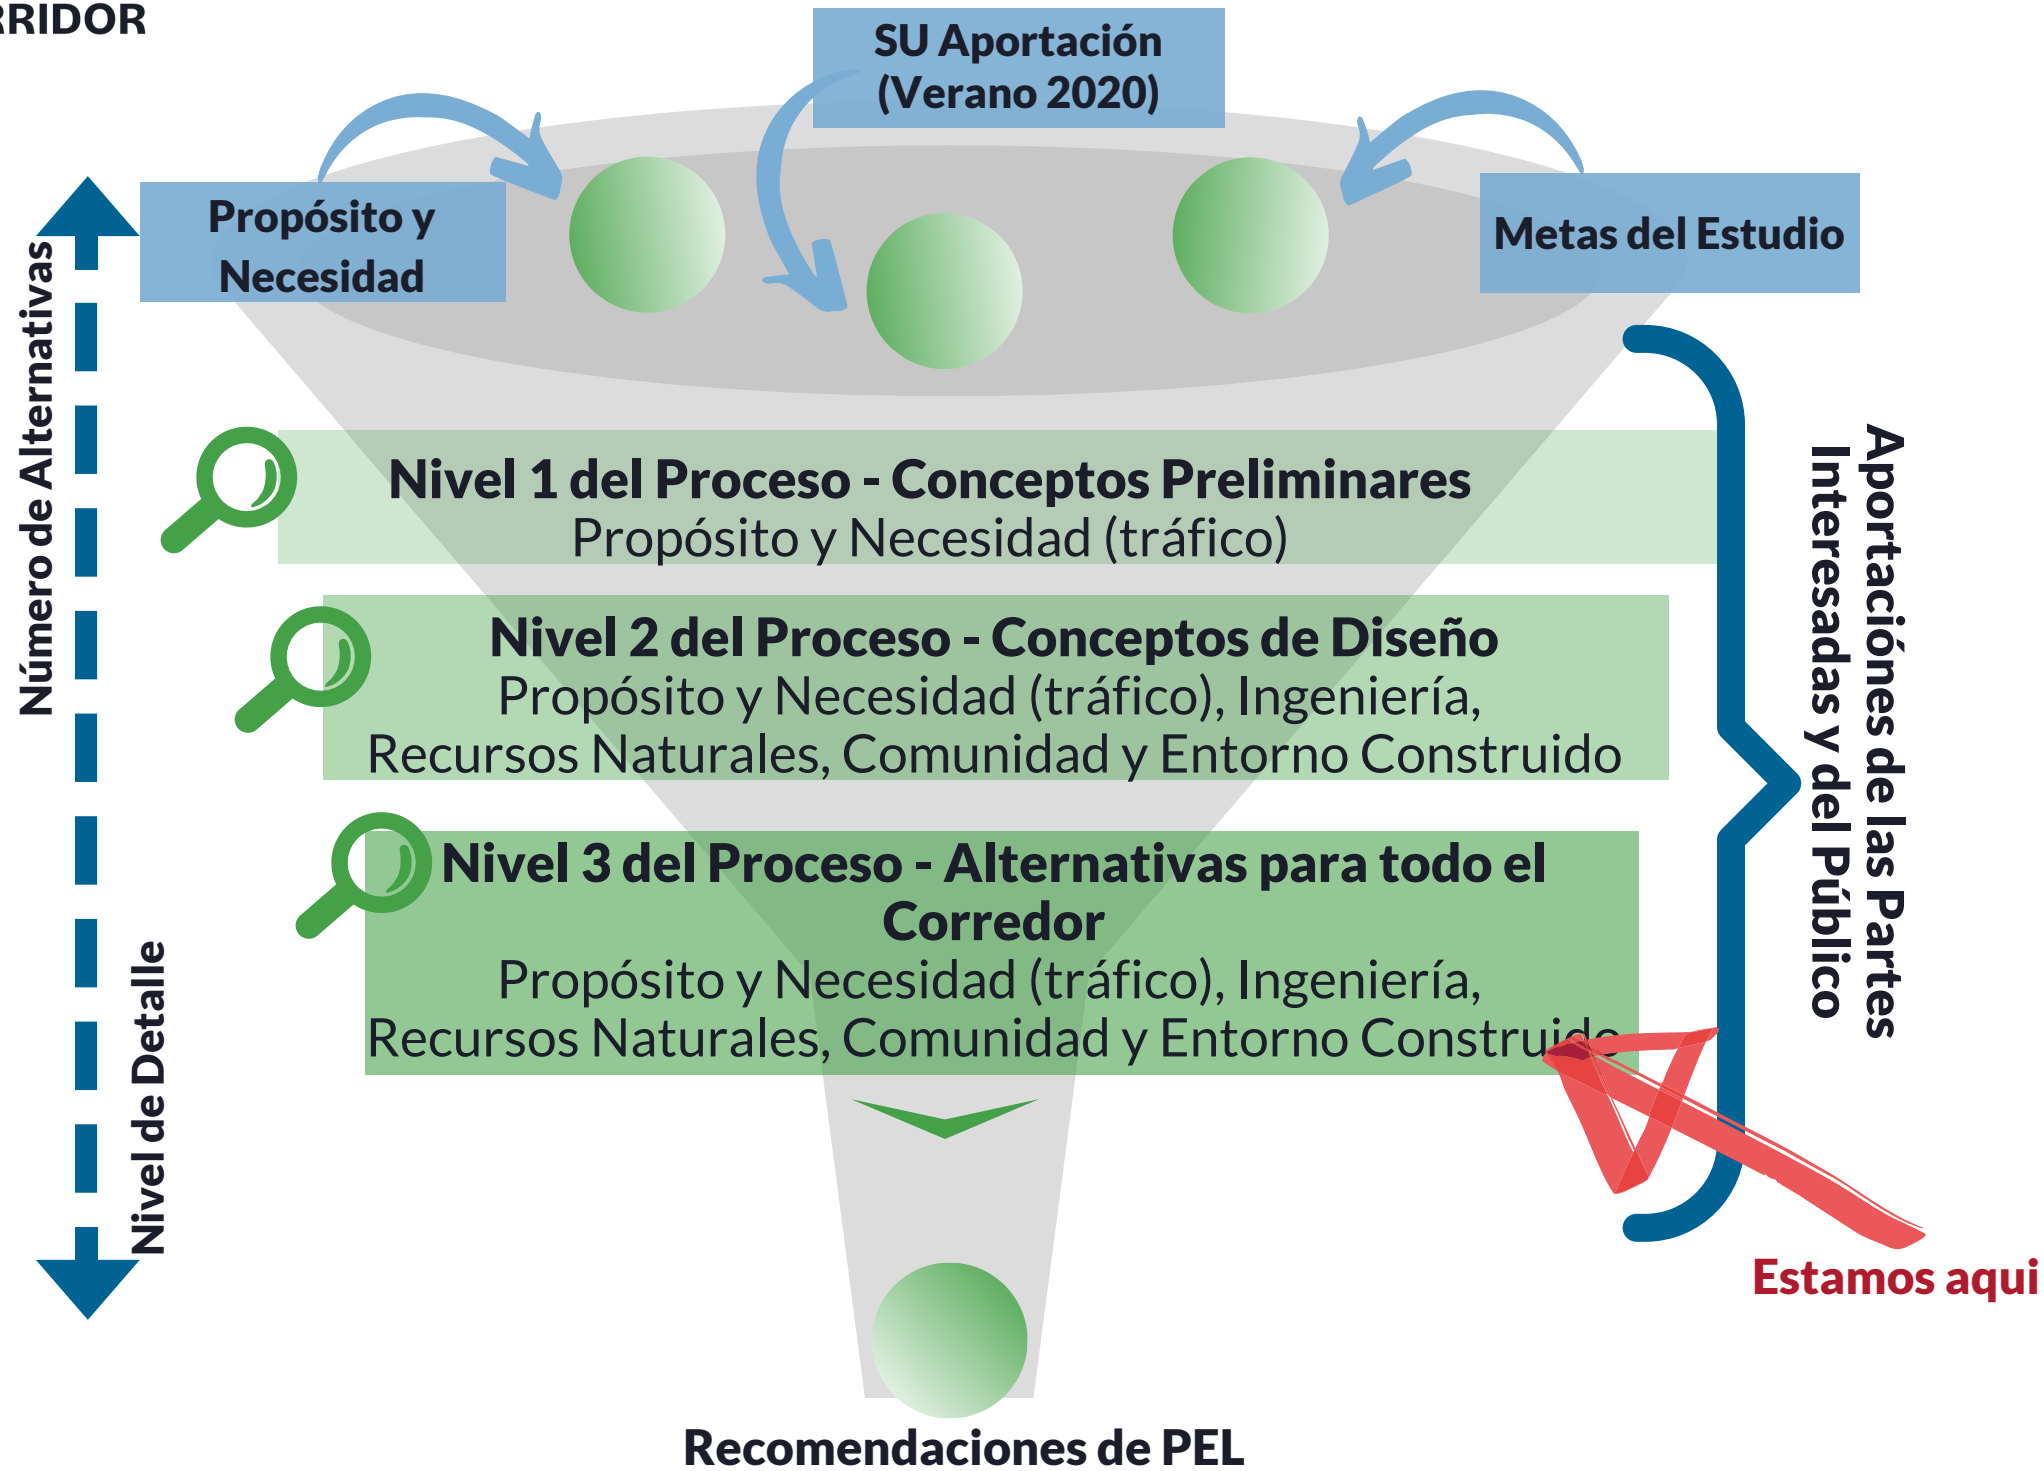 RRIDOR
SU Aportación
(Verano 2020)
Propósito y
Necesidad
Metas del Estudio
Número de Alternativas
Nivel de Detalle
Nivel 1 del Proceso - Conceptos Preliminares
Propósito y Necesidad (tráfico)
Nivel 2 del Proceso - Conceptos de Diseño
Propósito y Necesidad (tráfico), Ingeniería,
Recursos Naturales, Comunidad y Entorno Construido
Nivel 3 del Proceso - Alternativas para todo el
Corredor
Propósito y Necesidad (tráfico), Ingeniería,
Recursos Naturales, Comunidad y Entorno Construido
Aportaciónes de las Partes
Interesadas y del Público
Estamos aqui
Recomendaciones de PEL